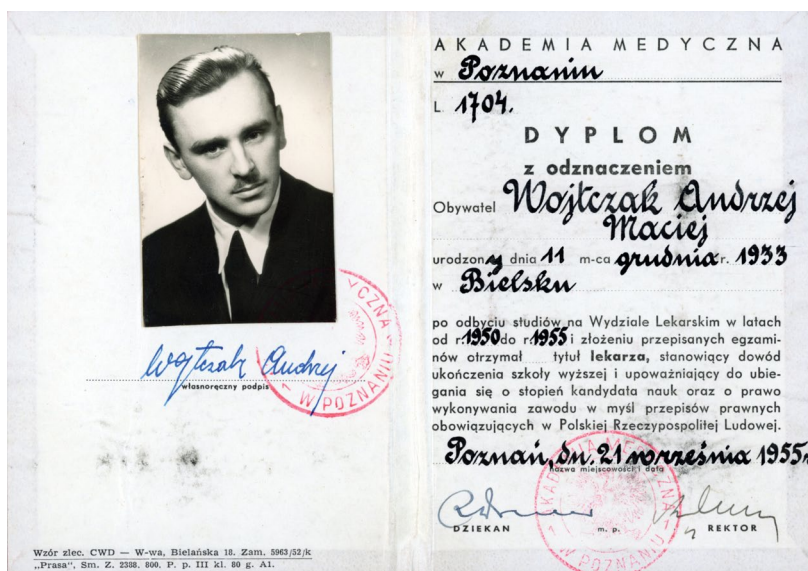 Wojtczak Andrzej
własnoręczny podpis
Wzór zlec. CWD — W-wa, Bielańska 18. Zam. 5963/52/k
„Prasa", Sm. Z. 2388. 800. P. p. III kl. 80 g. A1.
AKADEMIA MEDYCZNA
w Poznaniu
L. 1704.
DYPLOM
z odznaczeniem
Obywatel Wojtczak Andrzej
Maciej
urodzony dnia 11 m-ca grudnia r. 1933
w Bielsku
po odbyciu studiów na Wydziale Lekarskim w latach
od r. 1950 do r. 1955 i złożeniu przepisanych egzami-
nów otrzymał tytuł lekarza, stanowiący dowód
ukończenia szkoły wyższej i upoważniający do ubie-
gania się o stopień kandydata nauk oraz o prawo
wykonywania zawodu w myśl przepisów prawnych
obowiązujących w Polskiej Rzeczypospolitej Ludowej.
Poznań, dn. 21 września 1955 r.
nazwa miejscowości i data
DZIEKAN m. p. REKTOR
AKADEMIA MEDYCZNA
W POZNANIU